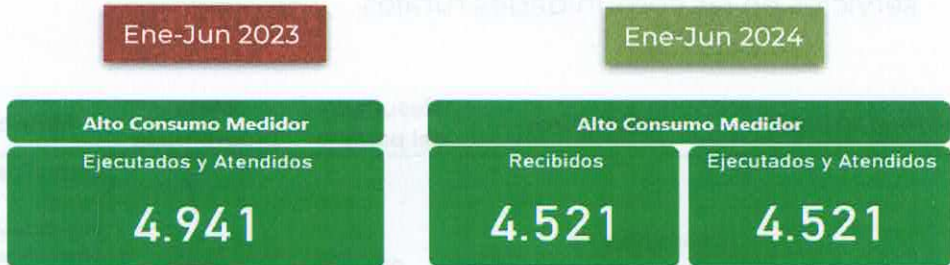 Ene-Jun 2023
Ene-Jun 2024
Alto Consumo Medidor
Alto Consumo Medidor
Ejecutados y Atendidos
Recibidos
Ejecutados y Atendidos
4.941
4.521
4.521